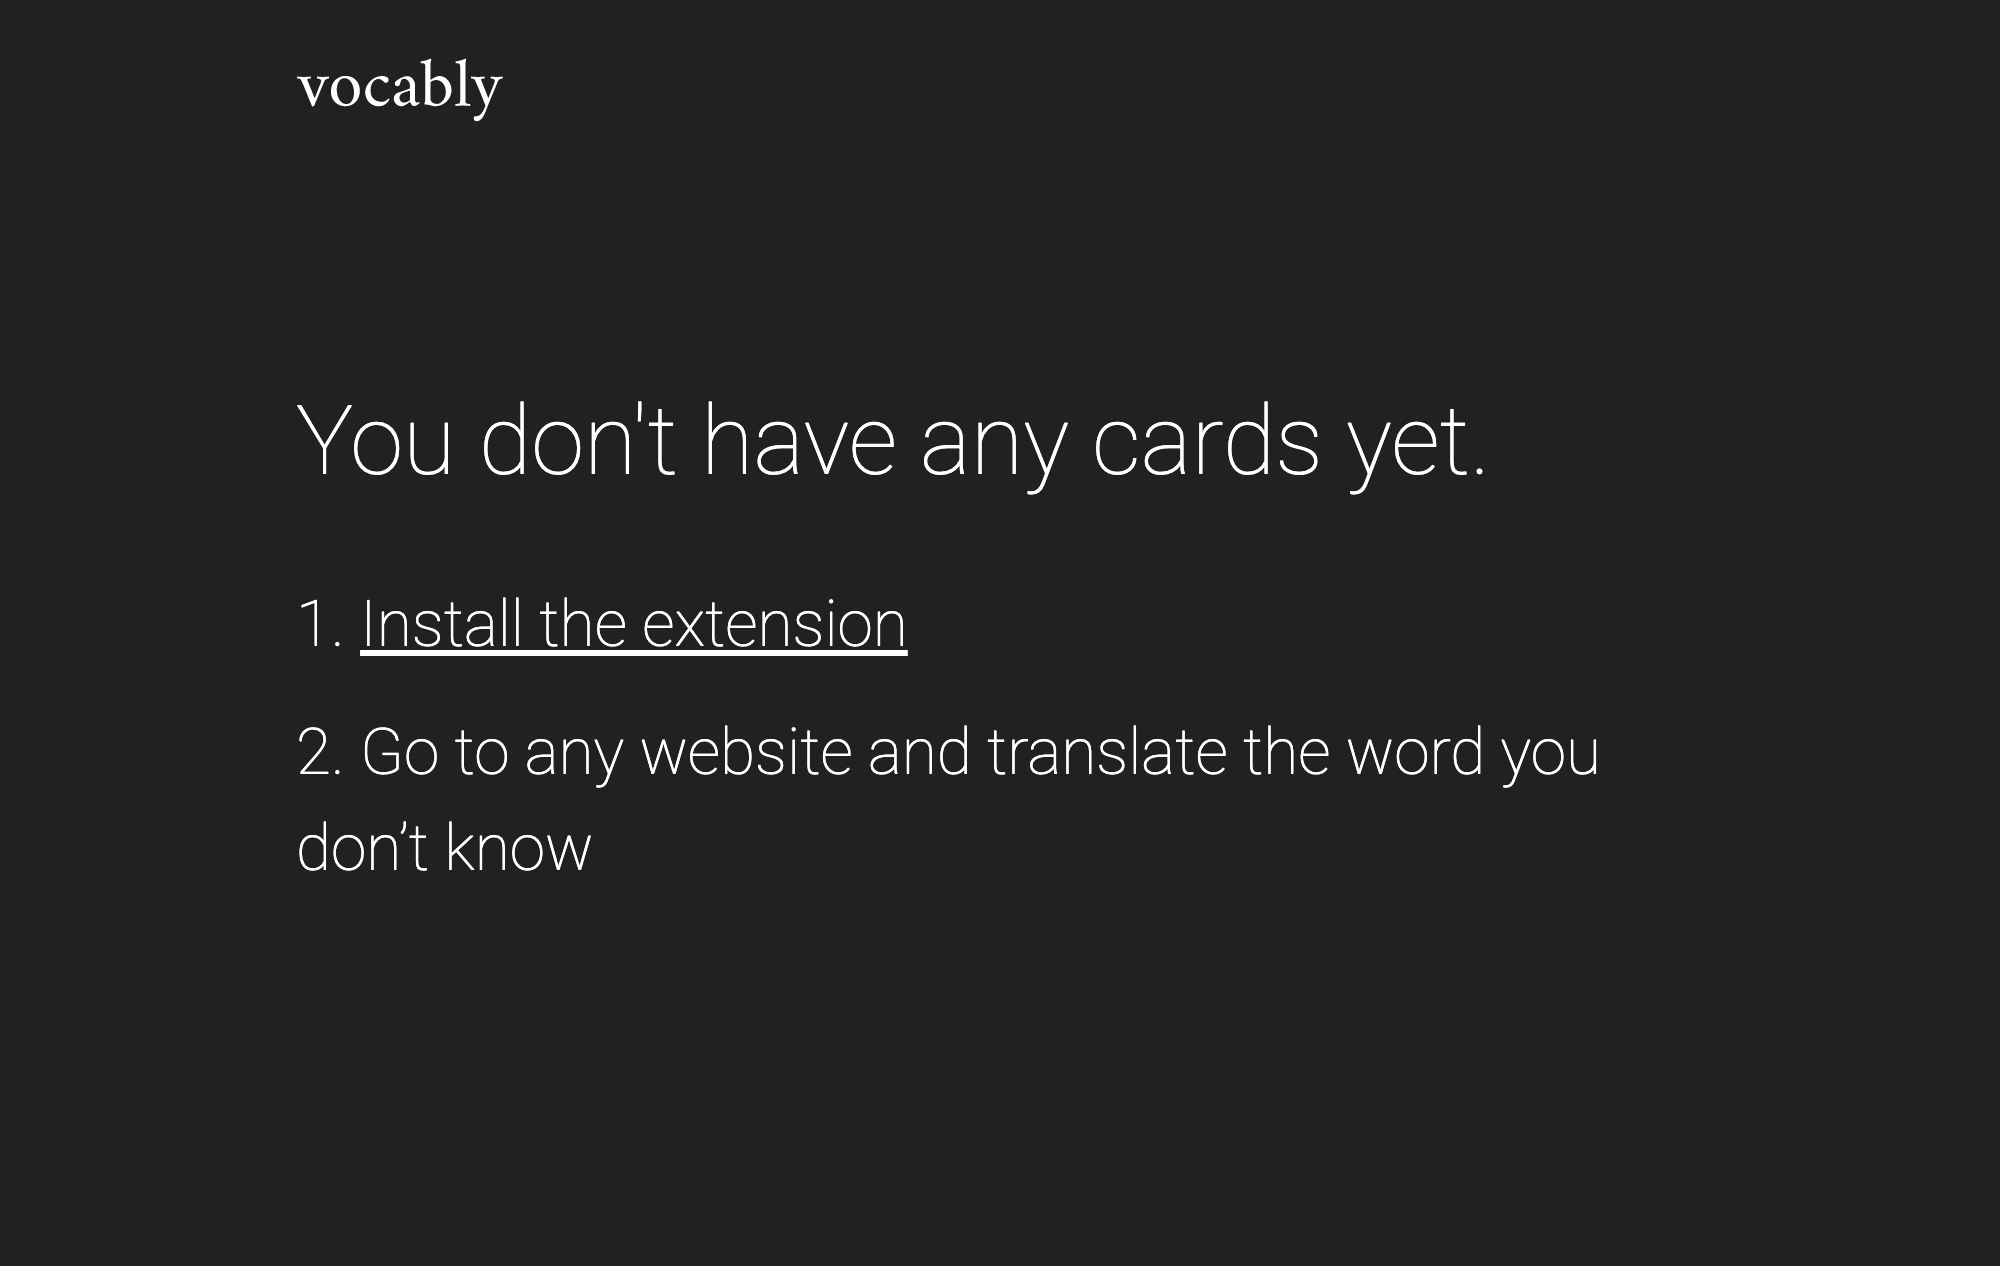 vocably
You don't have any cards yet.
1. Install the extension
2. Go to any website and translate the word you
don’t know